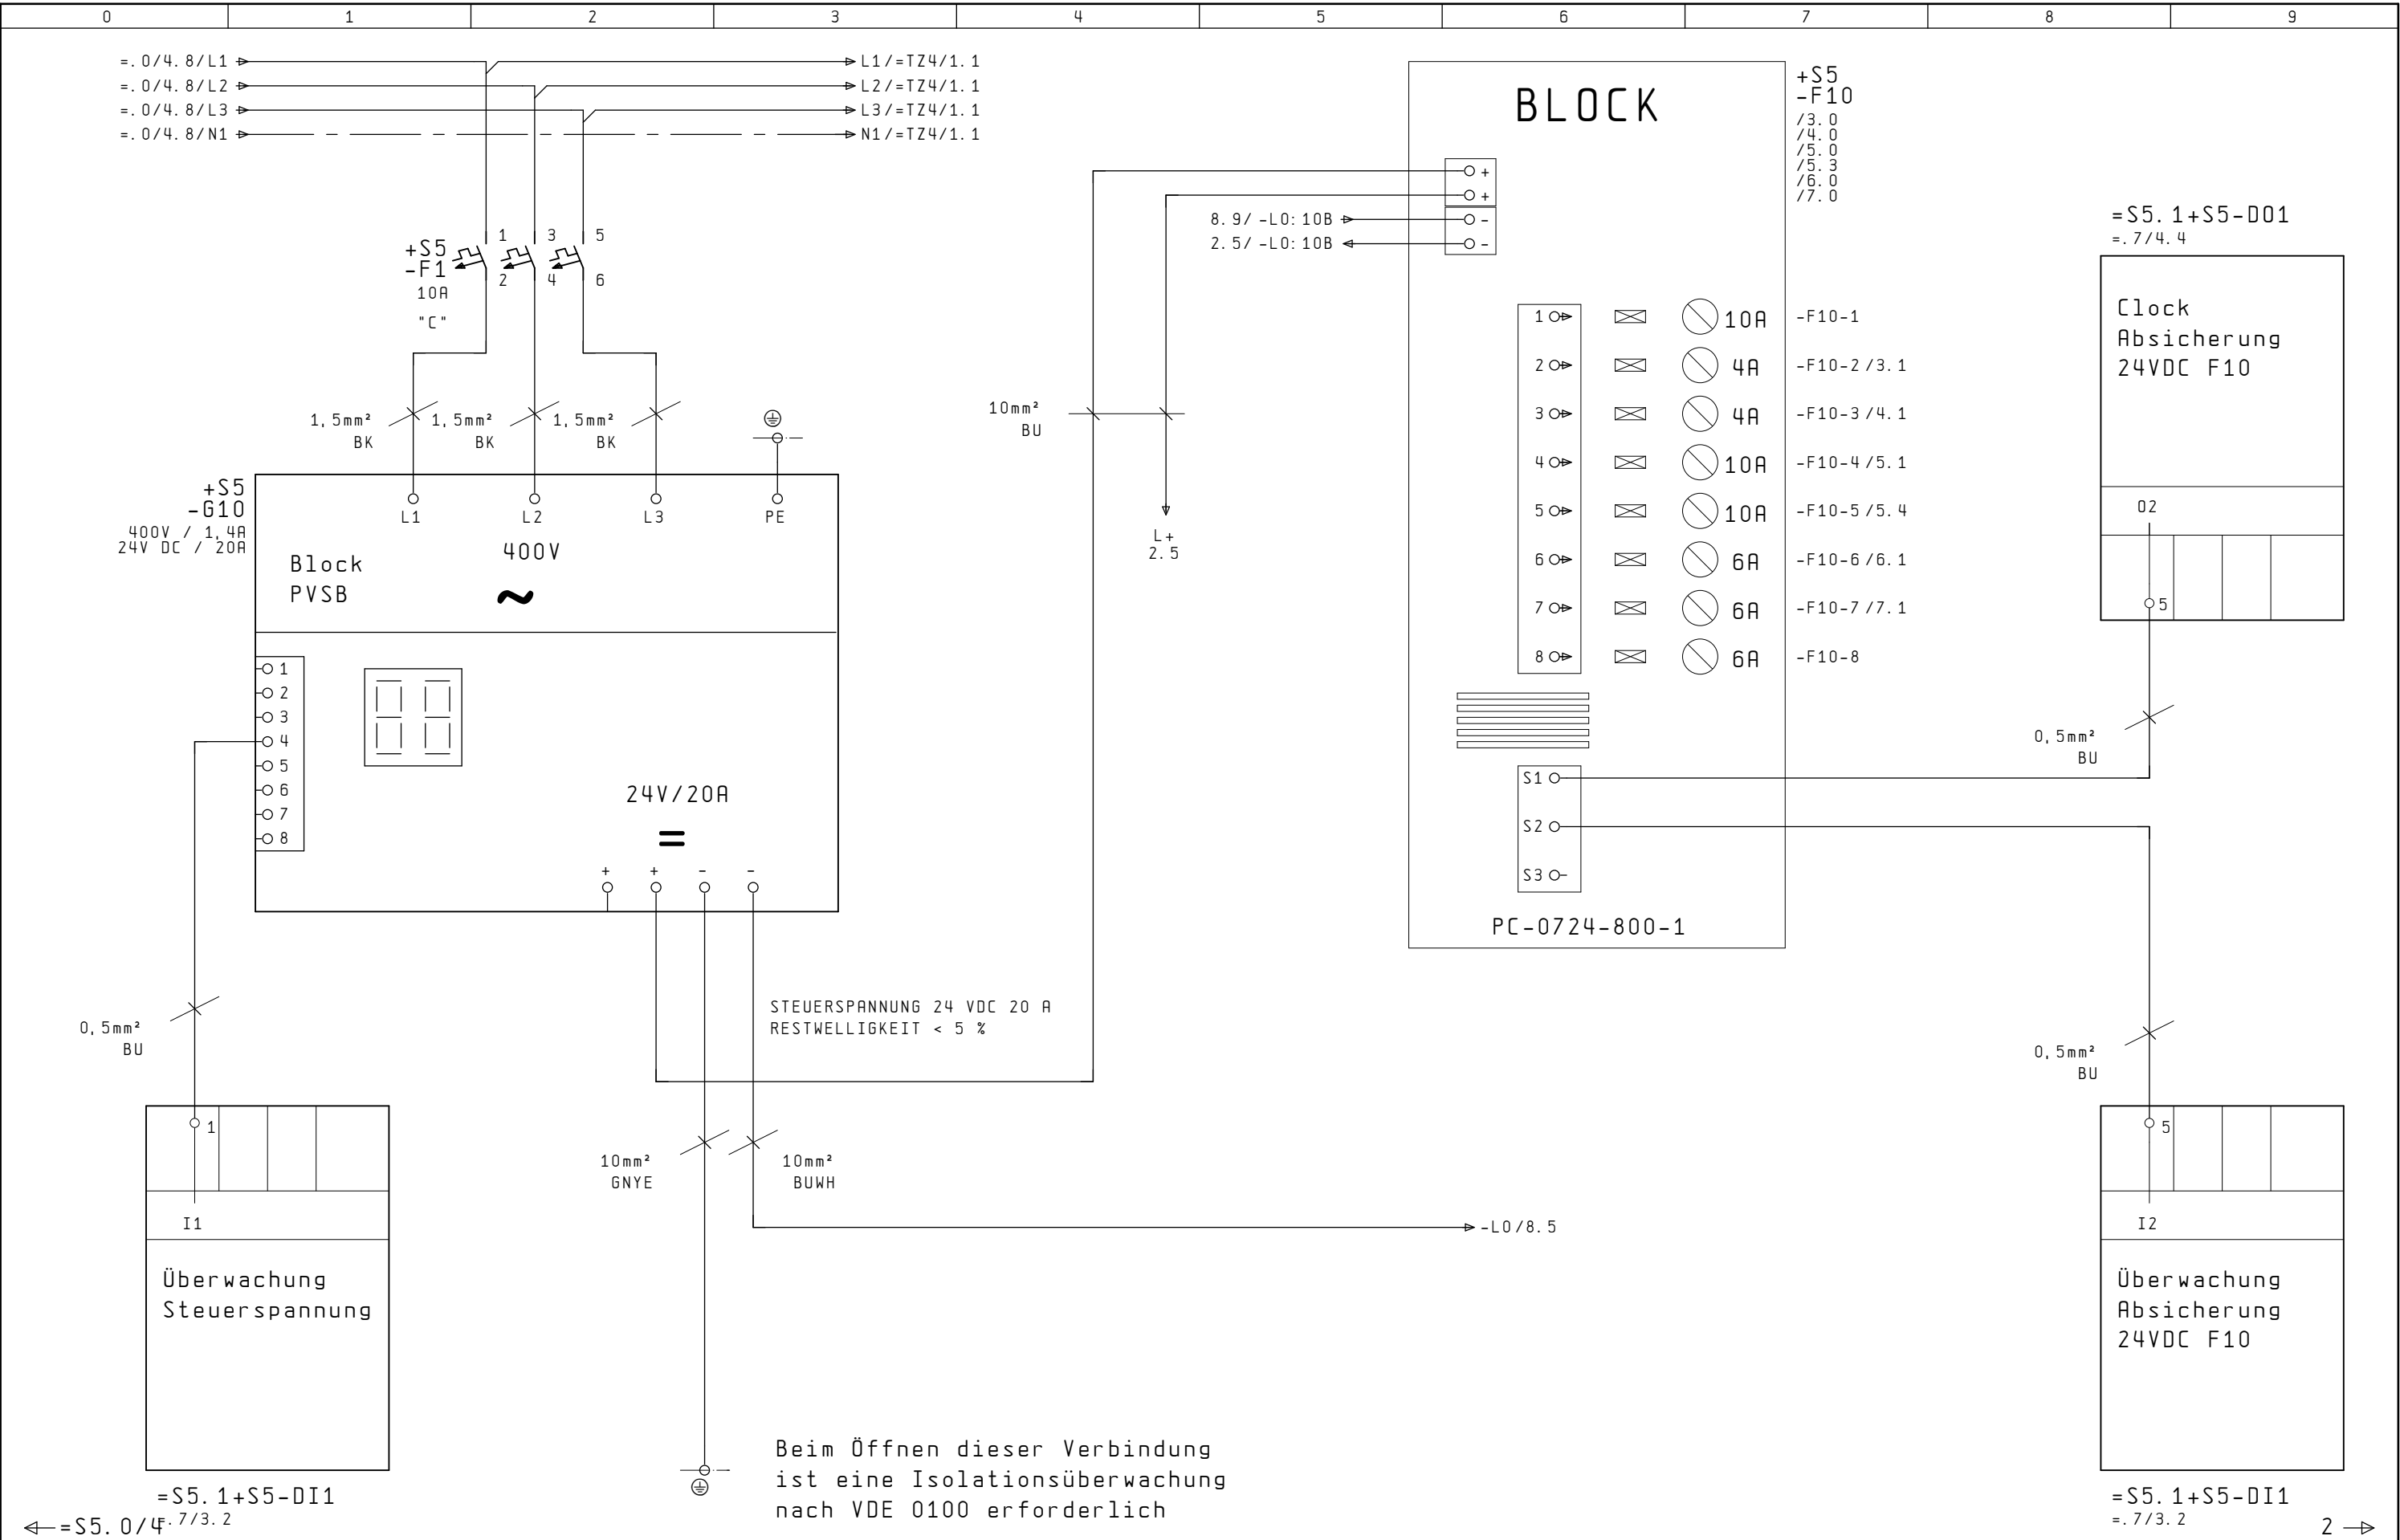 0 1 2 3 4 5 6 7 8 9
=.0/4.8/L1
L1/=TZ4/1.1
=.0/4.8/L2
L2/=TZ4/1.1
=.0/4.8/L3
L3/=TZ4/1.1
=.0/4.8/N1
N1/=TZ4/1.1
+S5
-F1
10A
"C"
1 3 5
2 4 6
1,5mm²
BK
1,5mm²
BK
1,5mm²
BK
+S5
-G10
400V / 1,4A
24V DC / 20A
L1 L2 L3 PE
400V
Block
PVSB
~
1
2
3
4
5
6
7
8
24V/20A
=
+ + - -
0,5mm²
BU
1
I1
Überwachung
Steuerspannung
=S5.1+S5-DI1
=.7/3.2
=S5.0/4
STEUERSPANNUNG 24 VDC 20 A
RESTWELLIGKEIT < 5 %
10mm²
GNYE
10mm²
BUWH
-L0/8.5
Beim Öffnen dieser Verbindung
ist eine Isolationsüberwachung
nach VDE 0100 erforderlich
10mm²
BU
L+
2.5
8.9/ -L0:10B
2.5/ -L0:10B
BLOCK
+
+
-
-
+S5
-F10
/3.0
/4.0
/5.0
/5.3
/6.0
/7.0
1 10A -F10-1
2 4A -F10-2 /3.1
3 4A -F10-3 /4.1
4 10A -F10-4 /5.1
5 10A -F10-5 /5.4
6 6A -F10-6 /6.1
7 6A -F10-7 /7.1
8 6A -F10-8
S1
S2
S3
PC-0724-800-1
=S5.1+S5-DO1
=.7/4.4
Clock
Absicherung
24VDC F10
O2
5
0,5mm²
BU
0,5mm²
BU
5
I2
Überwachung
Absicherung
24VDC F10
=S5.1+S5-DI1
=.7/3.2
2